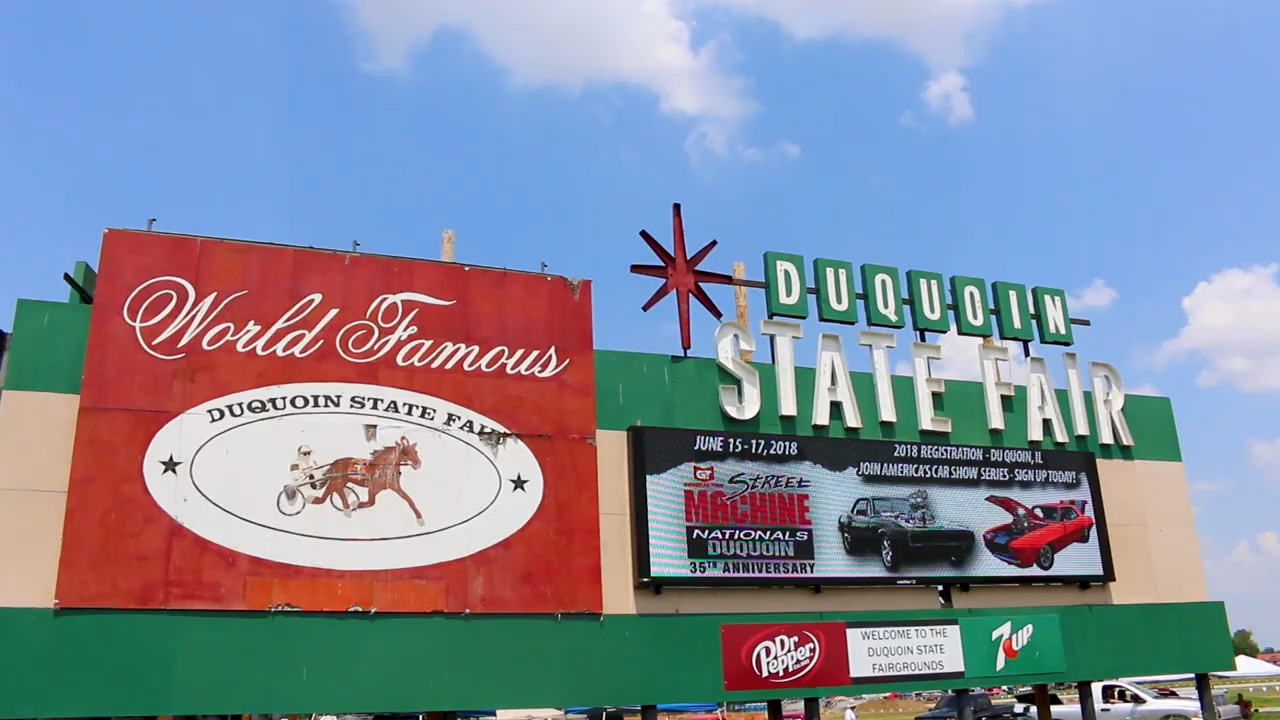 World Famous
DUQUOIN STATE FAIR
DUQUOIN
STATE FAIR
JUNE 15-17, 2018
STREET
MACHINE
NATIONALS
DUQUOIN
35TH ANNIVERSARY
2018 REGISTRATION - DU QUOIN, IL
JOIN AMERICA'S CAR SHOW SERIES - SIGN UP TODAY!
Dr Pepper
WELCOME TO THE
DUQUOIN STATE
FAIRGROUNDS
7UP